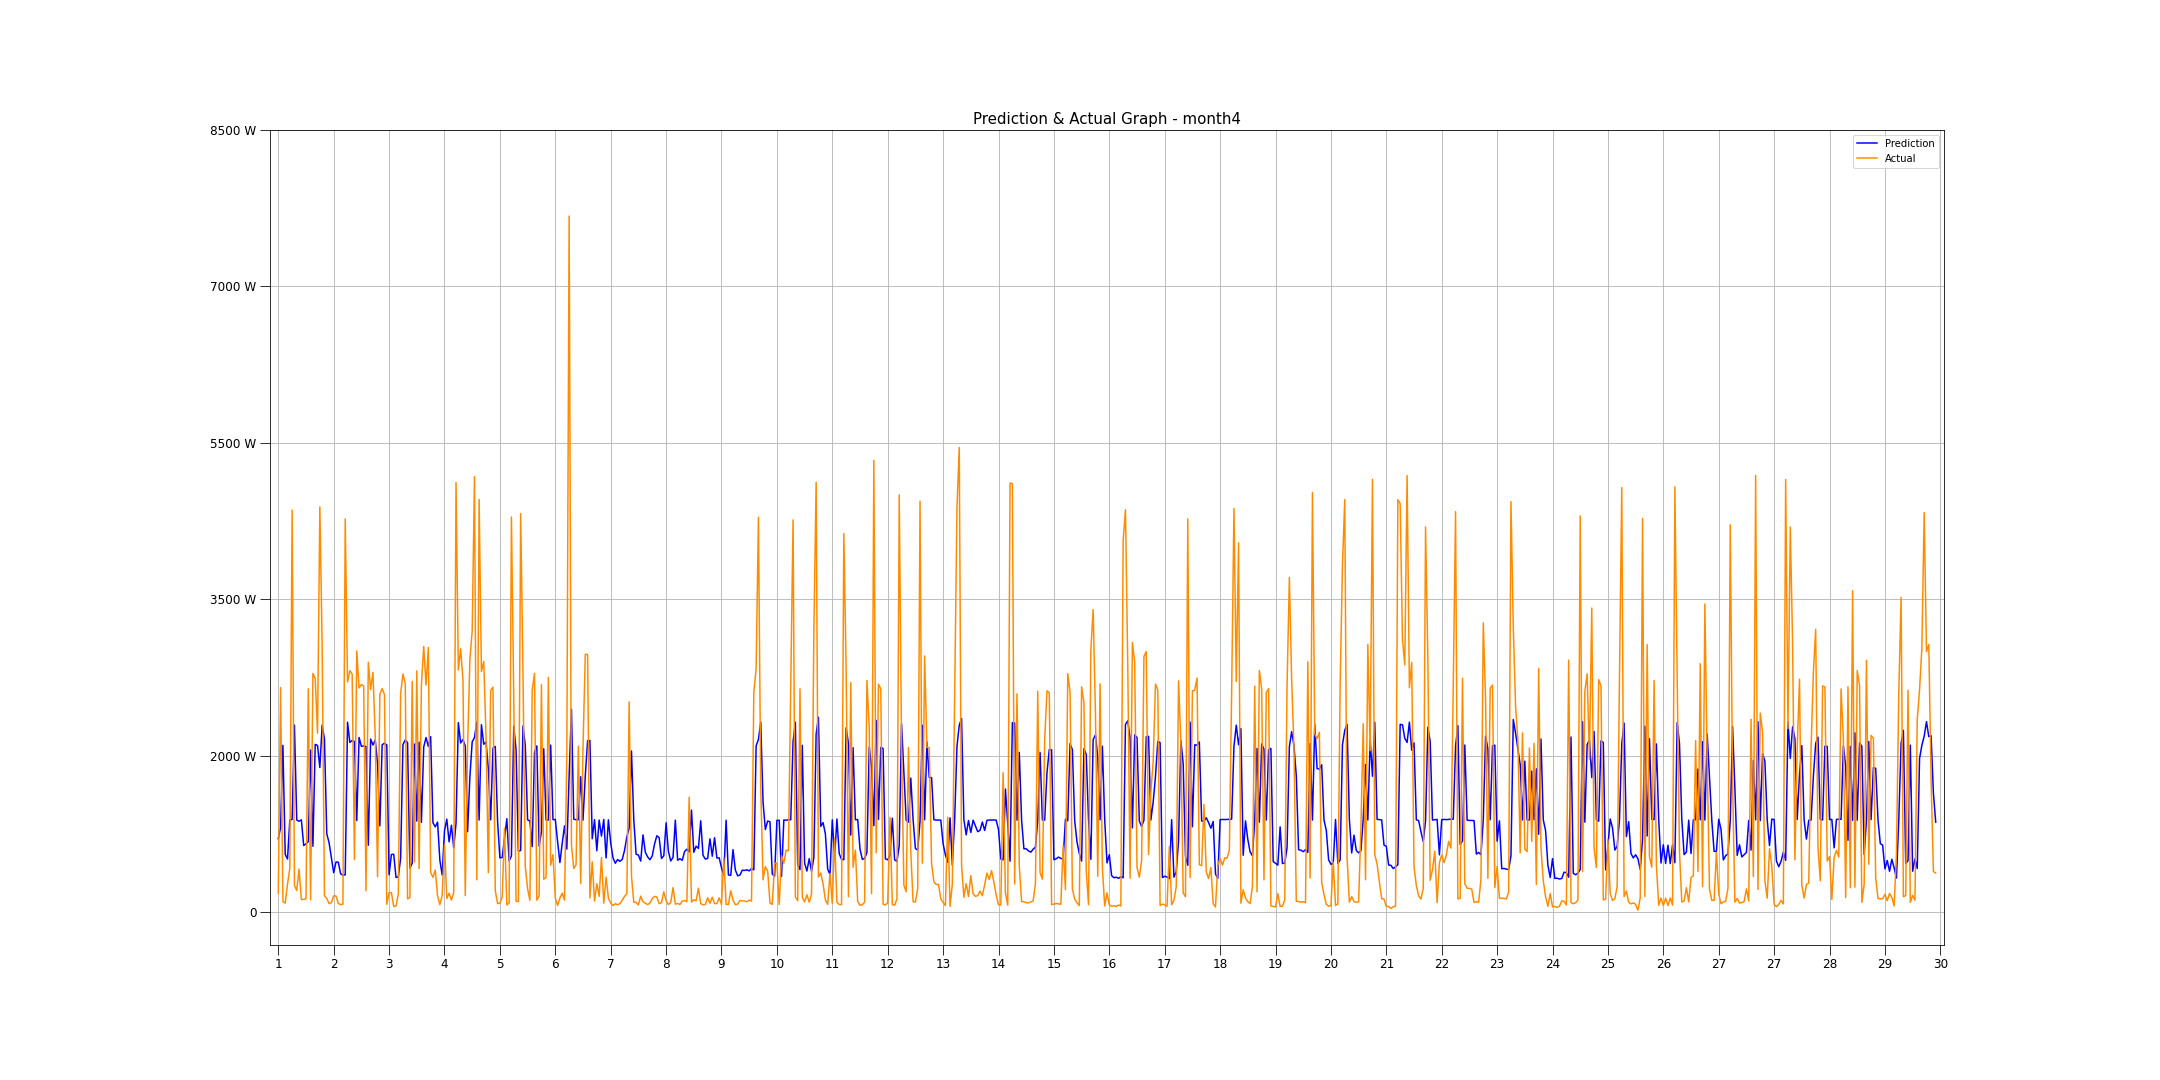 Prediction & Actual Graph - month4
8500 W
7000 W
5500 W
3500 W
2000 W
0
Prediction
Actual
1 2 3 4 5 5 6 7 8 9 10 11 12 13 14 15 16 17 18 19 20 21 22 23 24 25 26 27 27 28 29 30